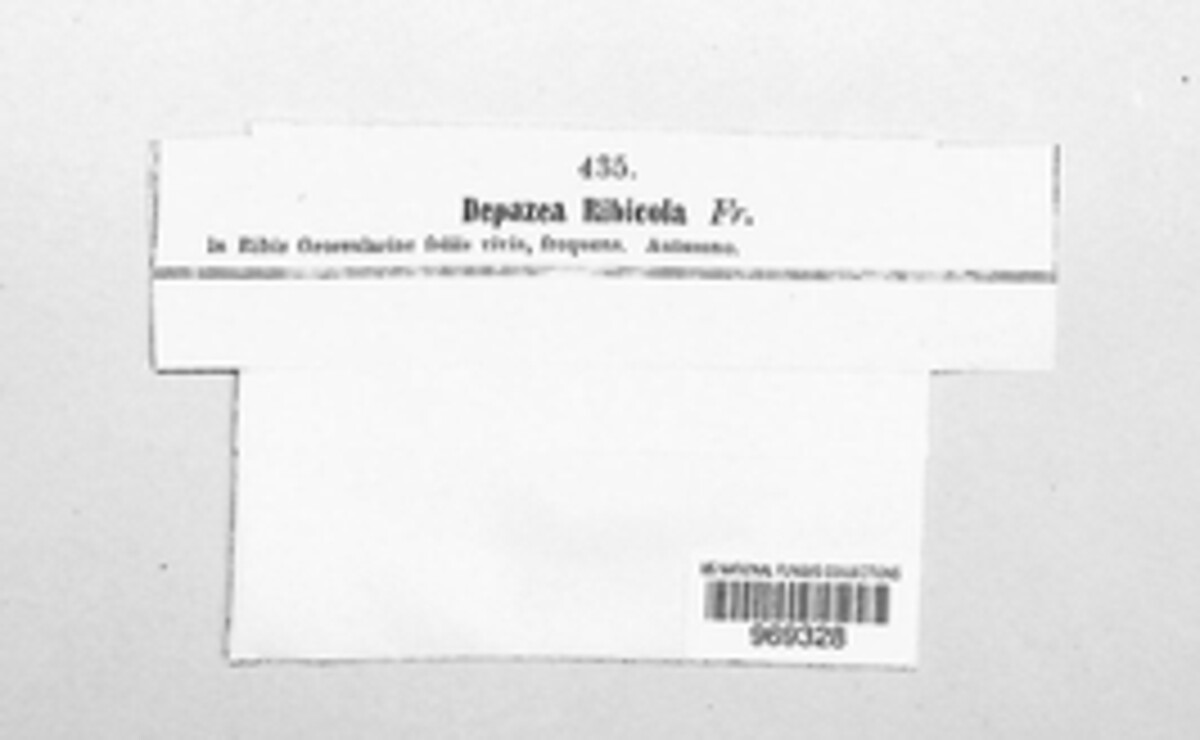 435.
Depazea Ribicola Fr.
In Ribis Grossulariae foliis vivis, frequens. Autumno.
US NATIONAL FUNGUS COLLECTIONS
969328